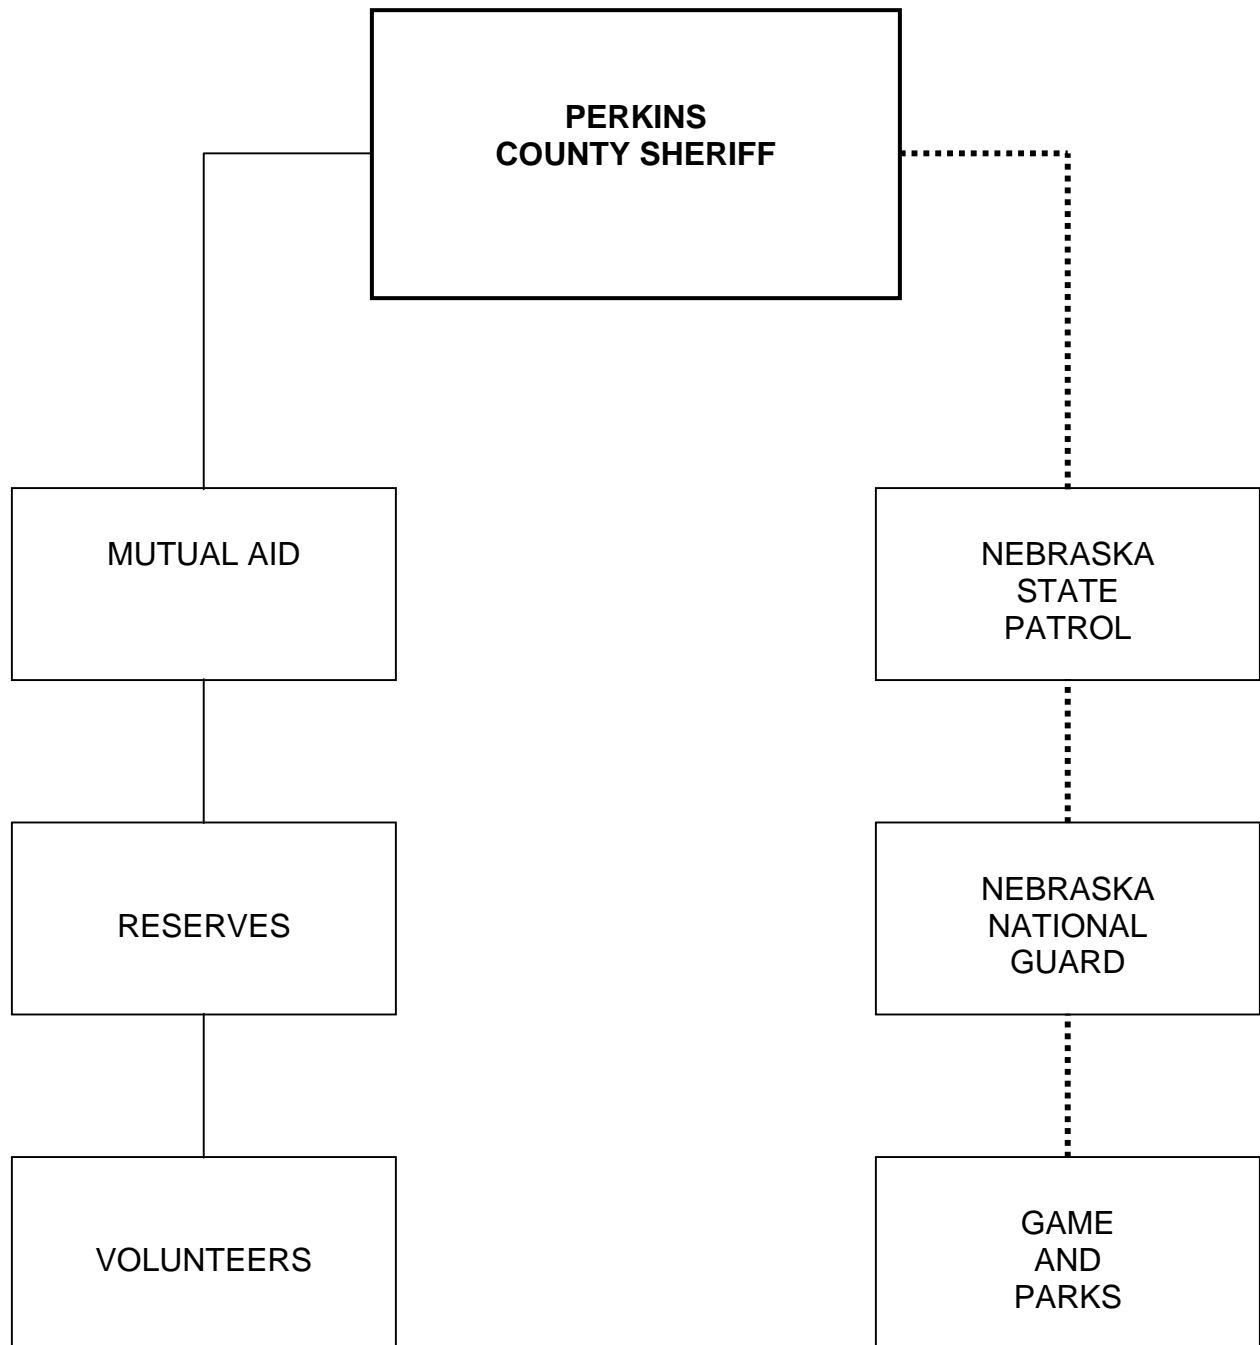 PERKINS
COUNTY SHERIFF
MUTUAL AID
NEBRASKA
STATE
PATROL
RESERVES
NEBRASKA
NATIONAL
GUARD
VOLUNTEERS
GAME
AND
PARKS